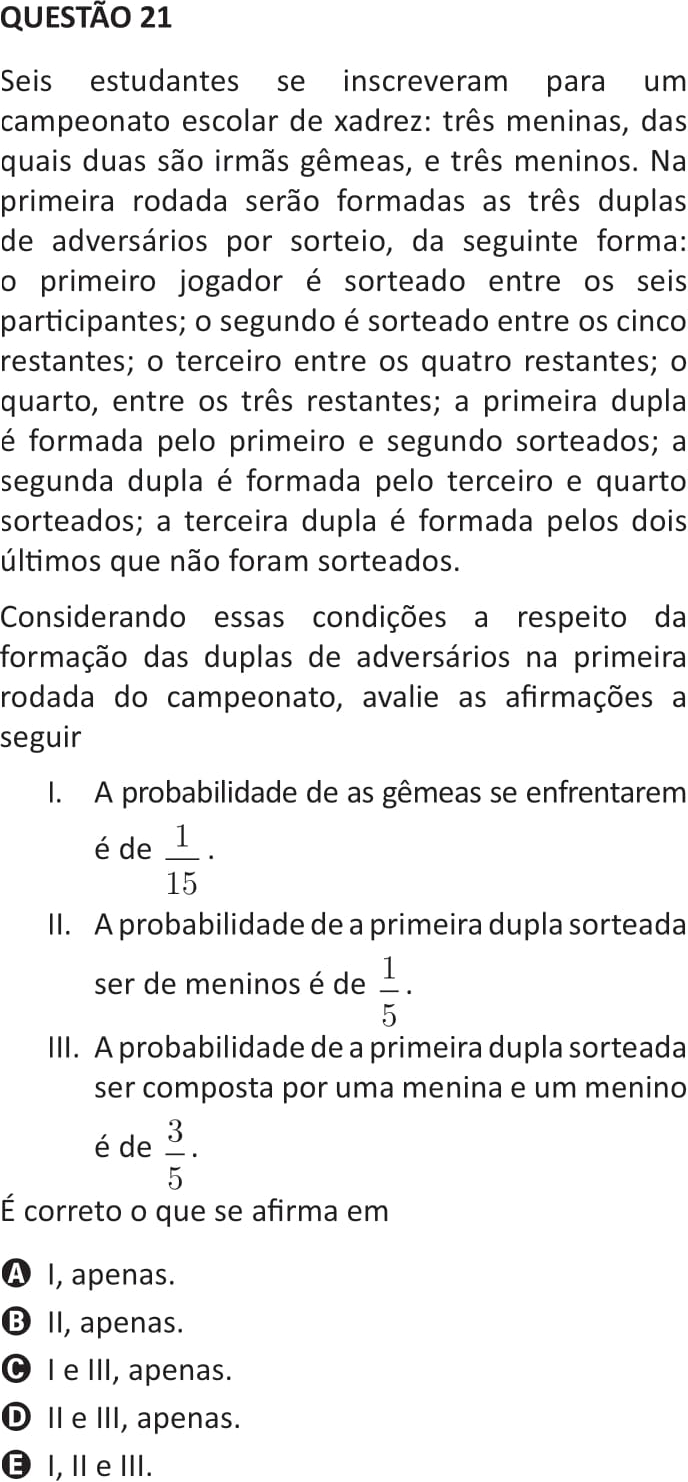 QUESTÃO 21
Seis estudantes se inscreveram para um
campeonato escolar de xadrez: três meninas, das
quais duas são irmãs gêmeas, e três meninos. Na
primeira rodada serão formadas as três duplas
de adversários por sorteio, da seguinte forma:
o primeiro jogador é sorteado entre os seis
participantes; o segundo é sorteado entre os cinco
restantes; o terceiro entre os quatro restantes; o
quarto, entre os três restantes; a primeira dupla
é formada pelo primeiro e segundo sorteados; a
segunda dupla é formada pelo terceiro e quarto
sorteados; a terceira dupla é formada pelos dois
últimos que não foram sorteados.
Considerando essas condições a respeito da
formação das duplas de adversários na primeira
rodada do campeonato, avalie as afirmações a
seguir
I. A probabilidade de as gêmeas se enfrentarem
é de 1/15.
II. A probabilidade de a primeira dupla sorteada
ser de meninos é de 1/5.
III. A probabilidade de a primeira dupla sorteada
ser composta por uma menina e um menino
é de 3/5.
É correto o que se afirma em
A I, apenas.
B II, apenas.
C I e III, apenas.
D II e III, apenas.
E I, II e III.